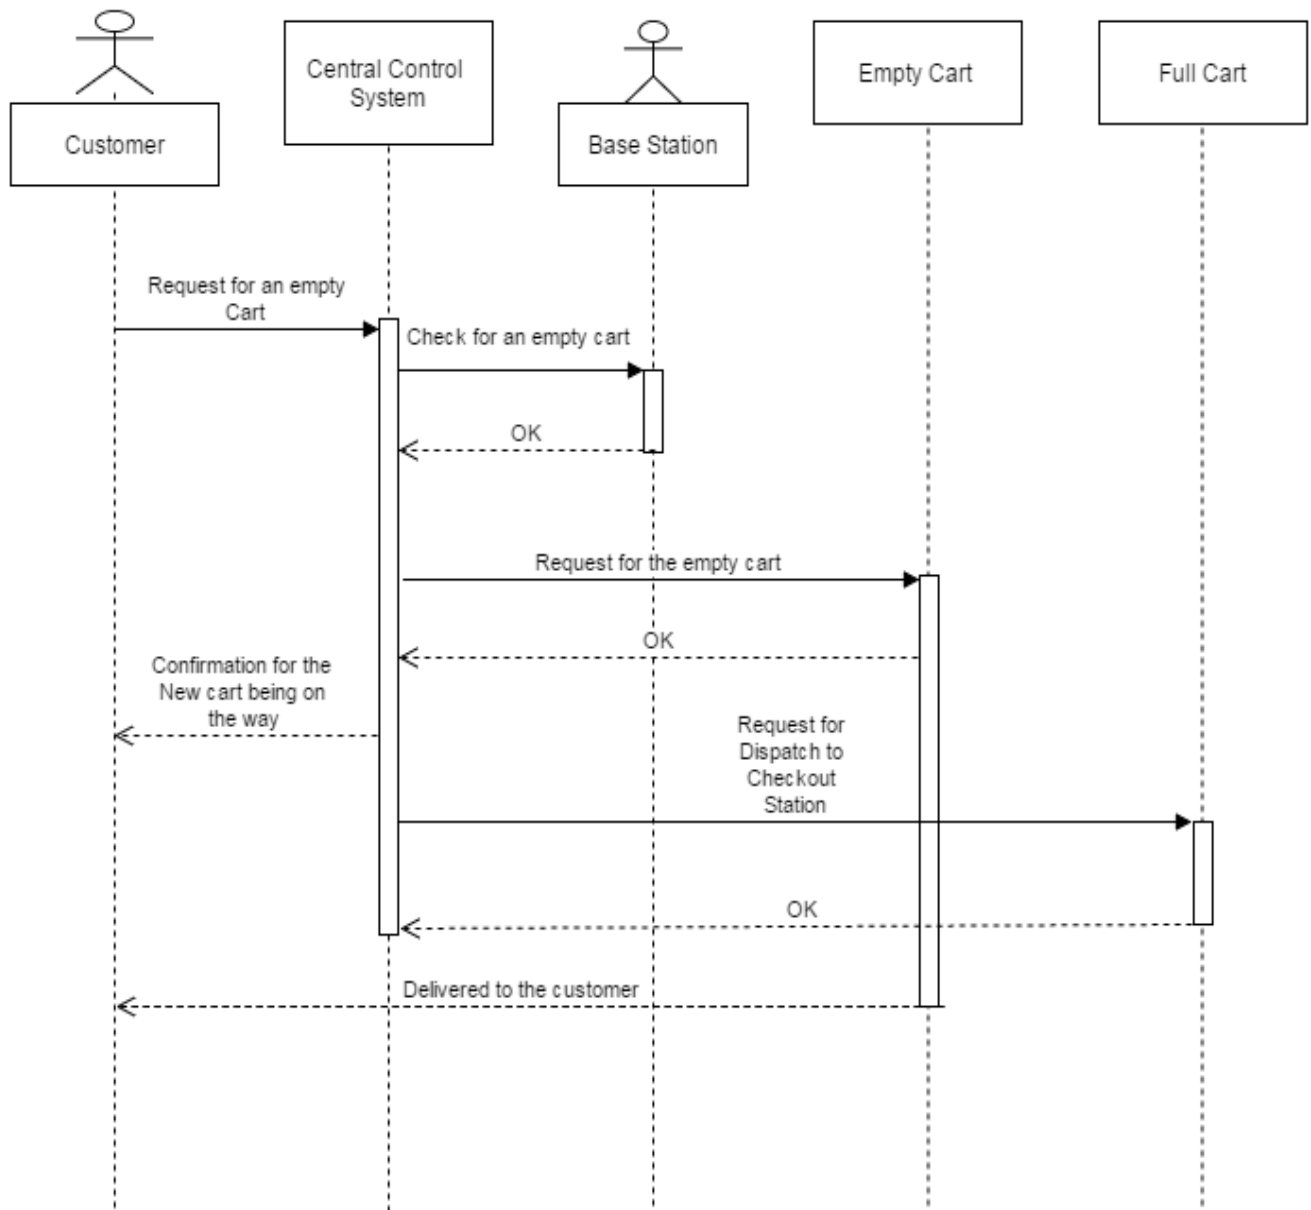 Central Control
System
Empty Cart
Full Cart
Customer
Base Station
Request for an empty
Cart
Check for an empty cart
OK
Request for the empty cart
OK
Confirmation for the
New cart being on
the way
Request for
Dispatch to
Checkout
Station
OK
Delivered to the customer